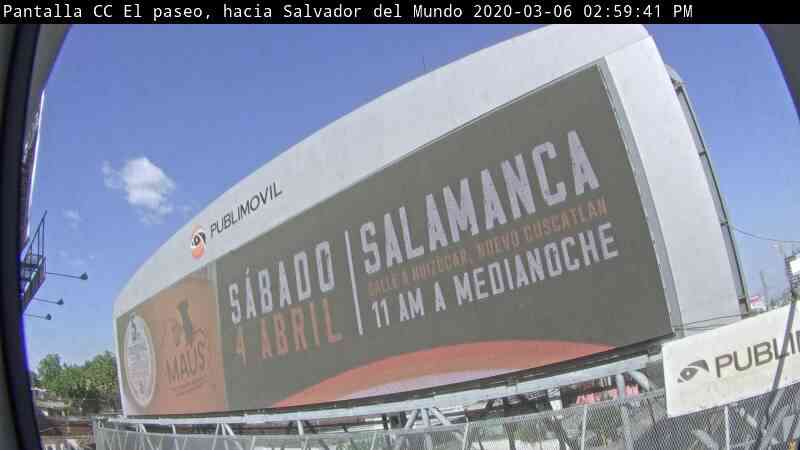 Pantalla CC El paseo, hacia Salvador del Mundo 2020-03-06 02:59:41 PM
PUBLIMOVIL
SÁBADO
4 ABRIL
SALAMANCA
CALLE A HUIZÚCAR, NUEVO CUSCATLAN
11 AM A MEDIANOCHE
MAUS
PUBLI